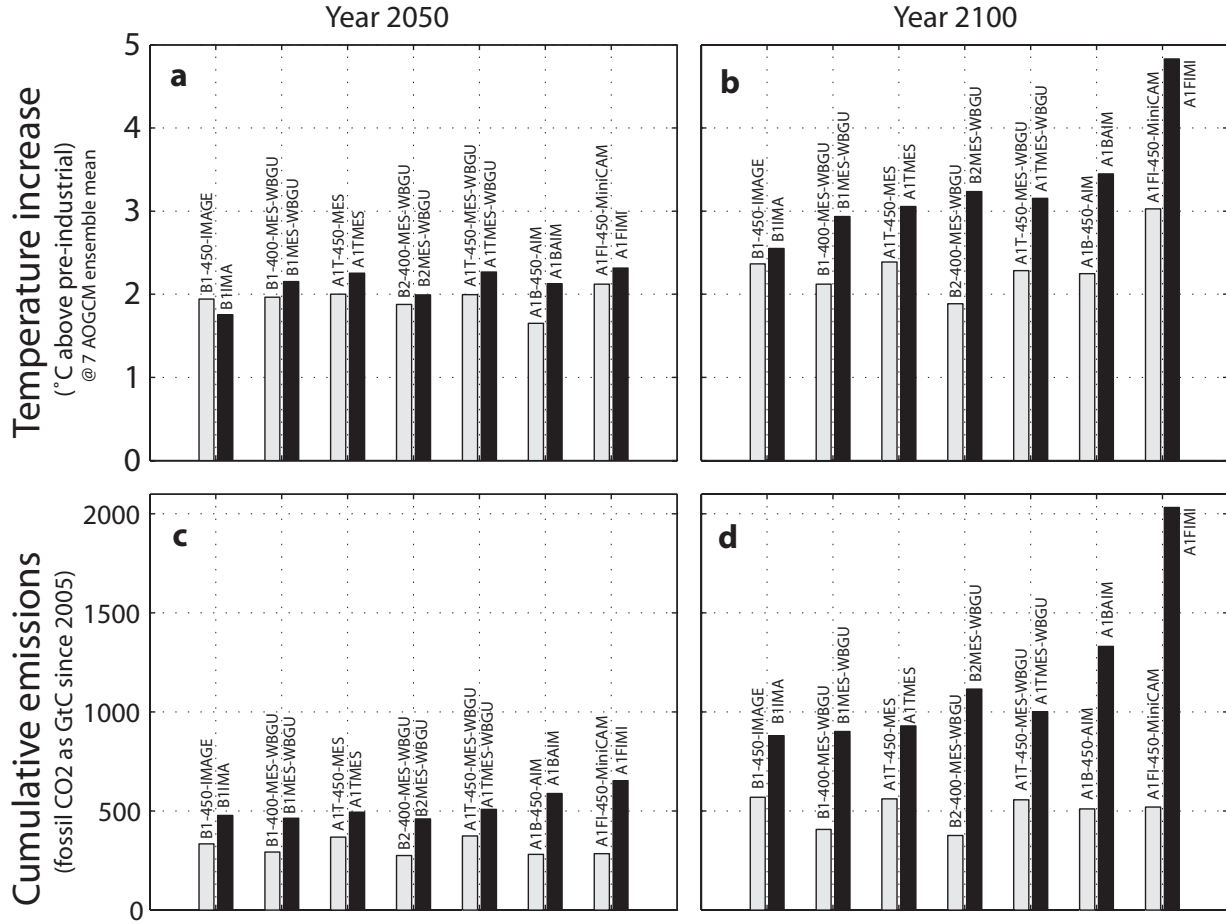 Year 2050
Year 2100
Temperature increase
(˚C above pre-industrial)
@ 7 AOGCM ensemble mean
5
4
3
2
1
0
a
B1-450-IMAGE
B1IMA
B1-400-MES-WBGU
B1MES-WBGU
A1T-450-MES
A1TMES
B2-400-MES-WBGU
B2MES-WBGU
A1T-450-MES-WBGU
A1TMES-WBGU
A1B-450-AIM
A1BAIM
A1FI-450-MiniCAM
A1FIMI
b
B1-450-IMAGE
B1IMA
B1-400-MES-WBGU
B1MES-WBGU
A1T-450-MES
A1TMES
B2-400-MES-WBGU
B2MES-WBGU
A1T-450-MES-WBGU
A1TMES-WBGU
A1B-450-AIM
A1BAIM
A1FI-450-MiniCAM
A1FIMI
Cumulative emissions
(fossil CO2 as GtC since 2005)
2000
1500
1000
500
0
c
B1-450-IMAGE
B1IMA
B1-400-MES-WBGU
B1MES-WBGU
A1T-450-MES
A1TMES
B2-400-MES-WBGU
B2MES-WBGU
A1T-450-MES-WBGU
A1TMES-WBGU
A1B-450-AIM
A1BAIM
A1FI-450-MiniCAM
A1FIMI
d
B1-450-IMAGE
B1IMA
B1-400-MES-WBGU
B1MES-WBGU
A1T-450-MES
A1TMES
B2-400-MES-WBGU
B2MES-WBGU
A1T-450-MES-WBGU
A1TMES-WBGU
A1B-450-AIM
A1BAIM
A1FI-450-MiniCAM
A1FIMI